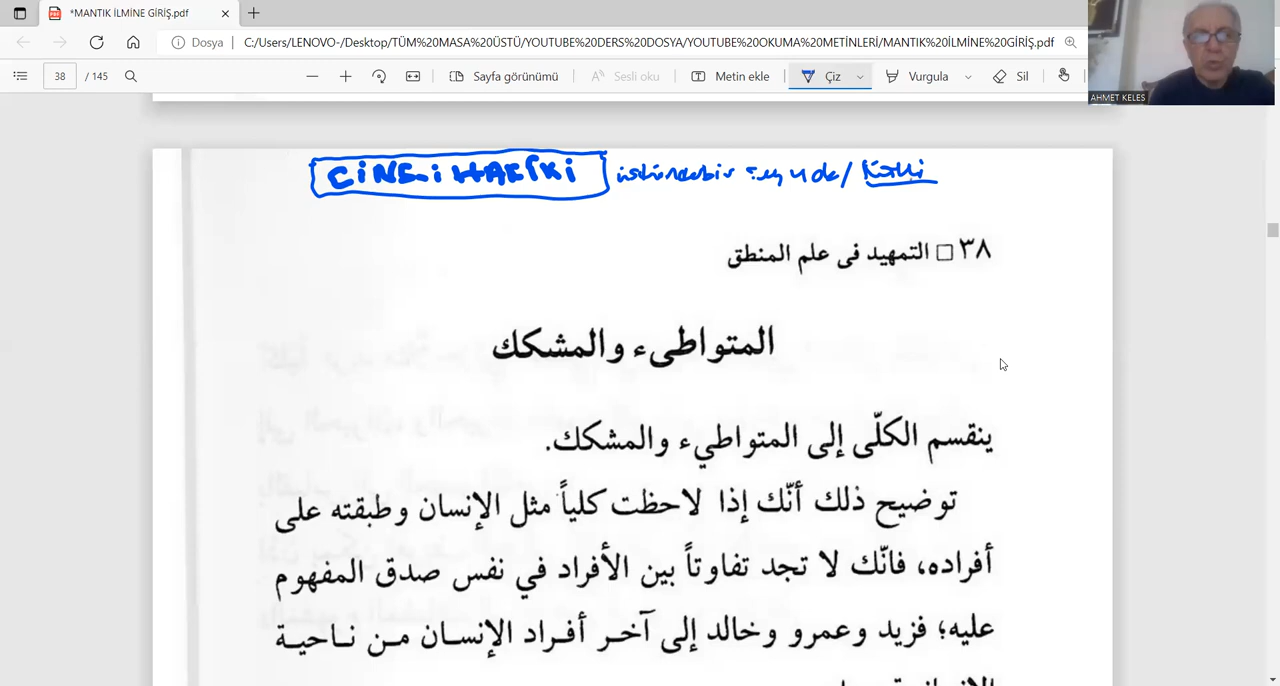 *MANTIK İLMİNE GİRİŞ.pdf
Dosya
C:/Users/LENOVO-/Desktop/TÜM%20MASA%20ÜSTÜ/YOUTUBE%20DERS%20DOSYA/YOUTUBE%20OKUMA%20METİNLERİ/MANTIK%20İLMİNE%20GİRİŞ.pdf
38 / 145
Sayfa görünümü
Sesli oku
Metin ekle
Çiz
Vurgula
Sil
AHMET KELES
CİNS-İ HAKİKİ
٣٨ □ التمهيد فى علم المنطق
المتواطىء والمشكك
ينقسم الكلّى إلى المتواطيء والمشكك.
توضيح ذلك أنّك إذا لاحظت كلياً مثل الإنسان وطبقته على
أفراده، فانّك لا تجد تفاوتاً بين الأفراد في نفس صدق المفهوم
عليه؛ فزيد وعمرو وخالد إلى آخر أفراد الإنسان من ناحية